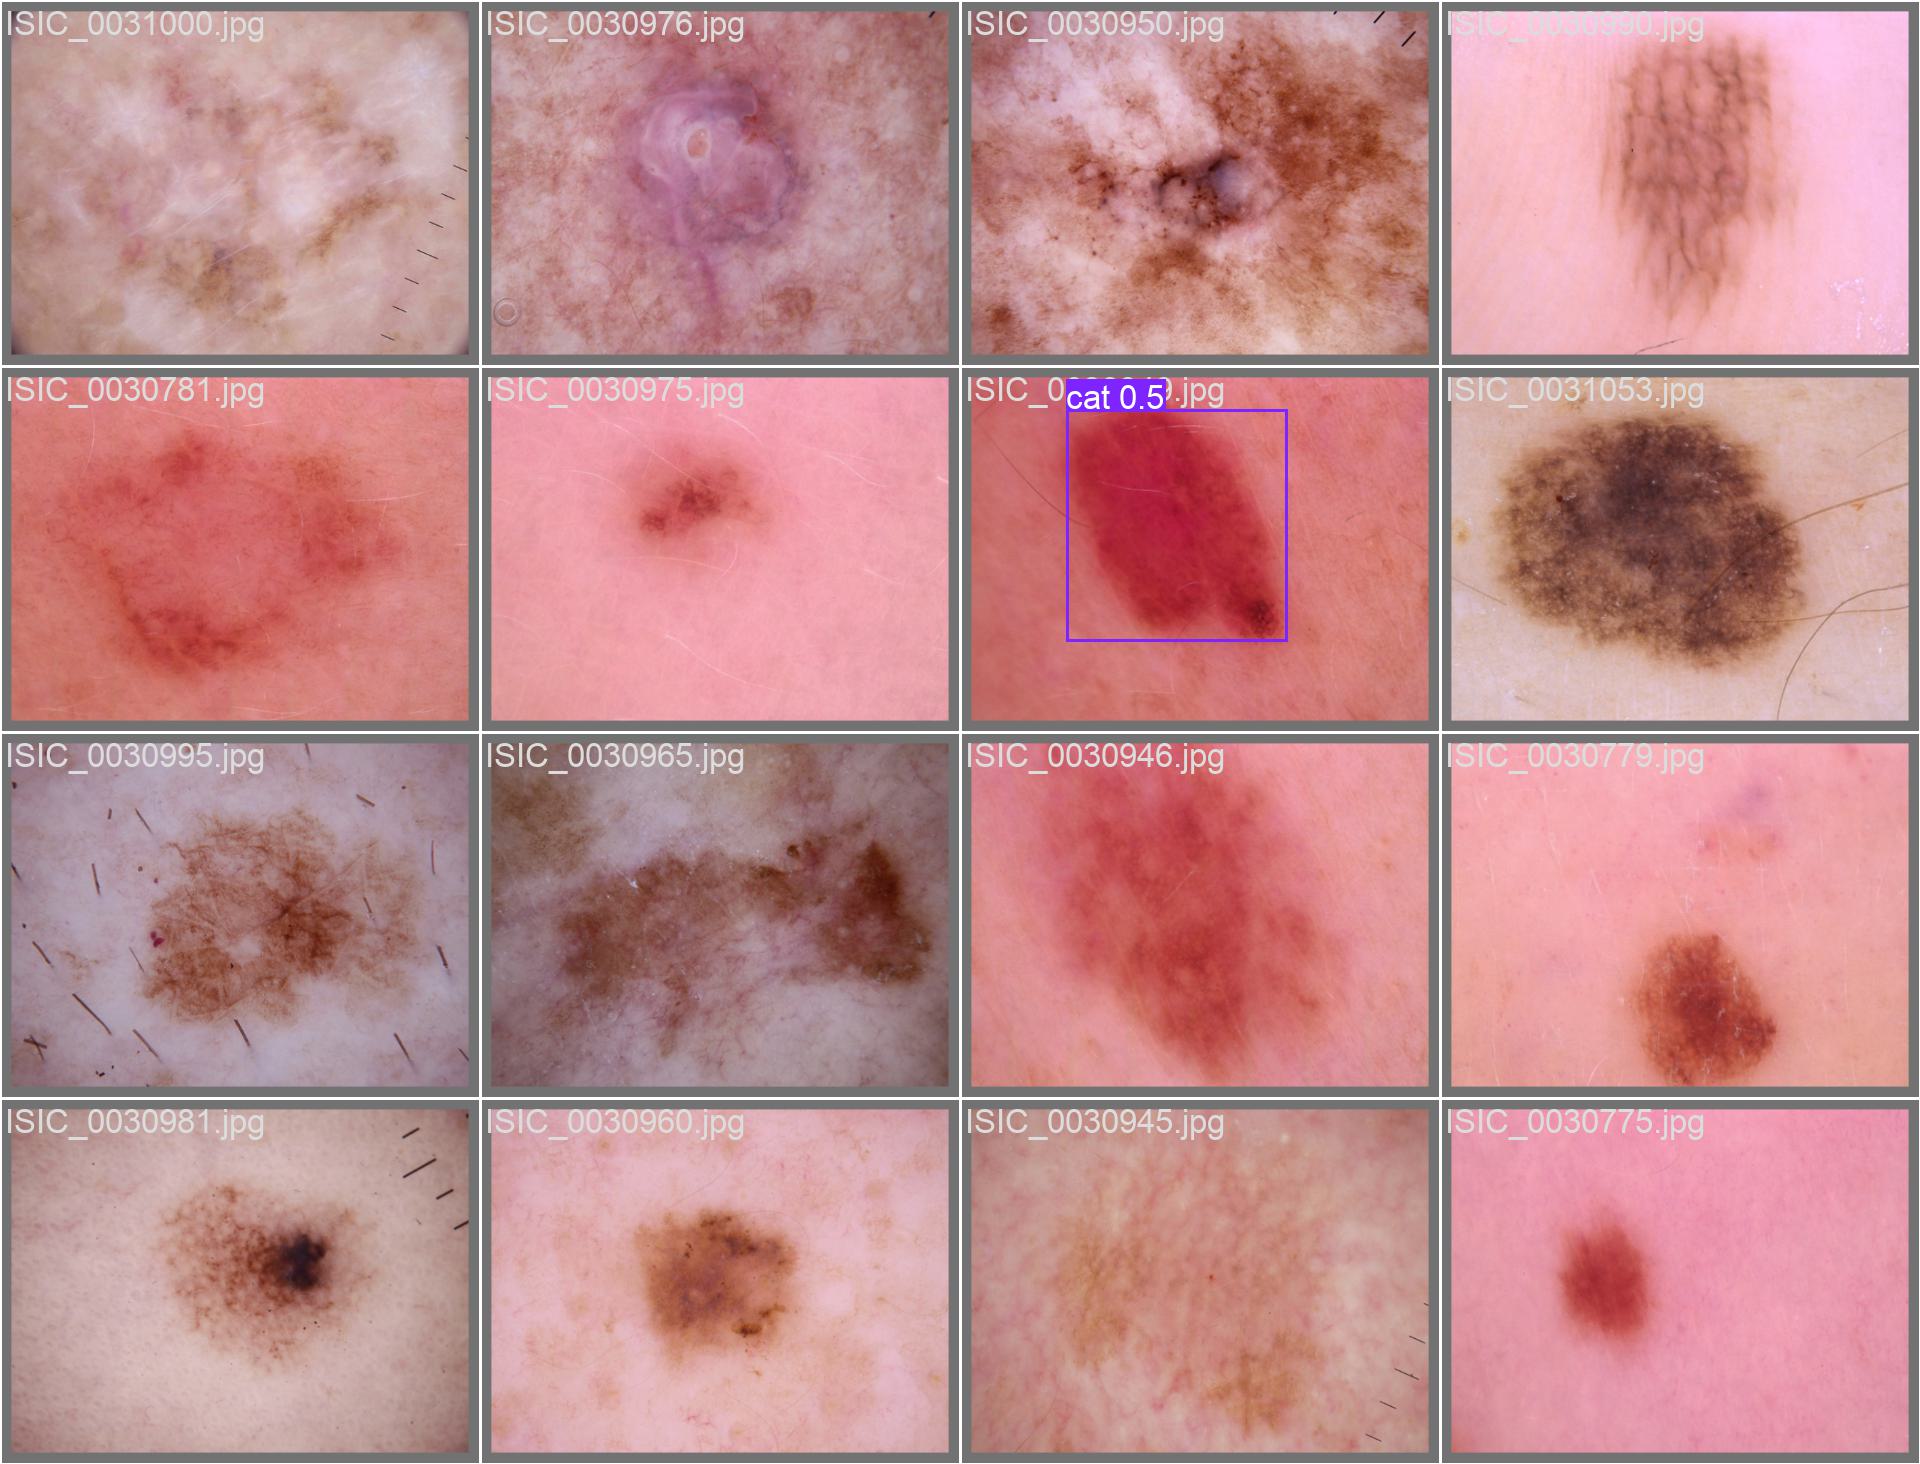 ISIC_0031000.jpg
ISIC_0030976.jpg
ISIC_0030950.jpg
ISIC_0030990.jpg
ISIC_0030781.jpg
ISIC_0030975.jpg
cat 0.5
ISIC_0031053.jpg
ISIC_0030995.jpg
ISIC_0030965.jpg
ISIC_0030946.jpg
ISIC_0030779.jpg
ISIC_0030981.jpg
ISIC_0030960.jpg
ISIC_0030945.jpg
ISIC_0030775.jpg